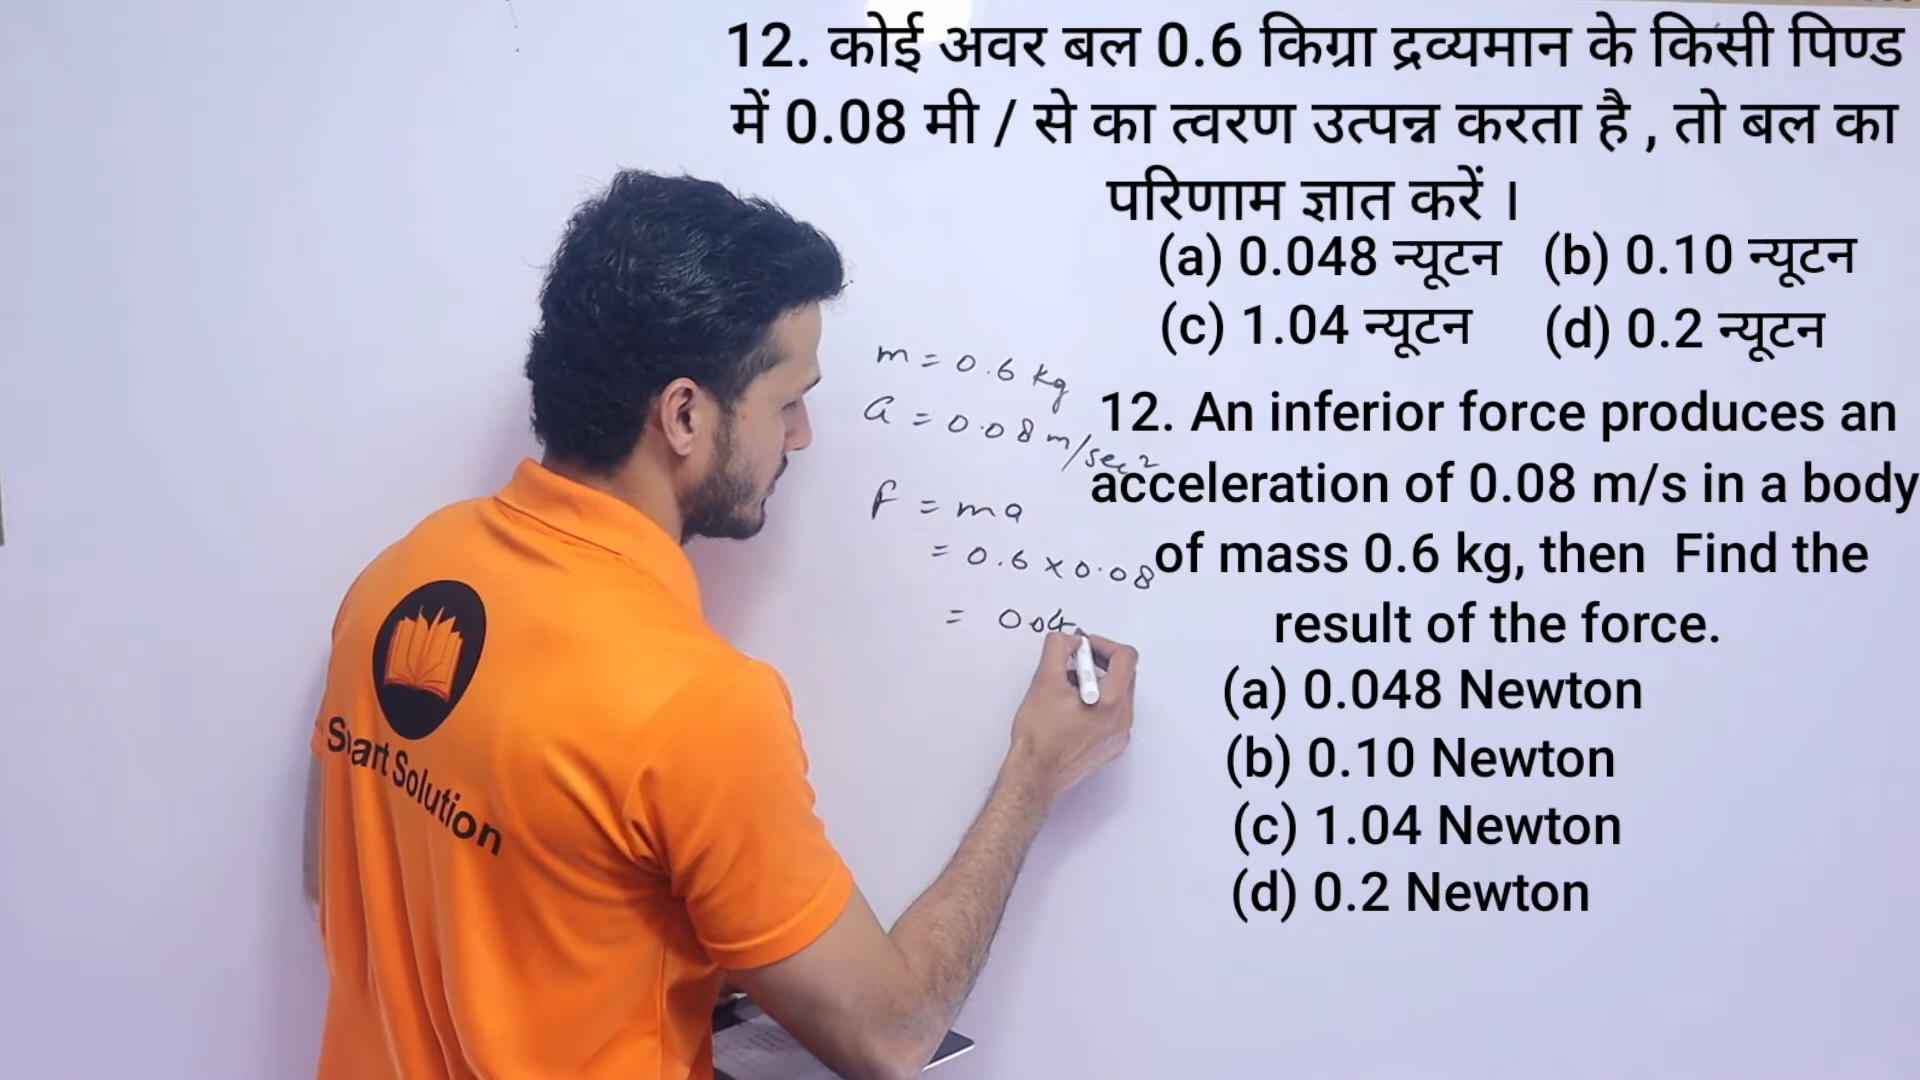 12. कोई अवर बल 0.6 किग्रा द्रव्यमान के किसी पिण्ड
में 0.08 मी / से का त्वरण उत्पन्न करता है , तो बल का
परिणाम ज्ञात करें ।
(a) 0.048 न्यूटन (b) 0.10 न्यूटन
(c) 1.04 न्यूटन (d) 0.2 न्यूटन
m = 0.6 kg
a = 0.08 m/sec²
F = ma
= 0.6 × 0.08
= 0.04
12. An inferior force produces an
acceleration of 0.08 m/s in a body
of mass 0.6 kg, then Find the
result of the force.
(a) 0.048 Newton
(b) 0.10 Newton
(c) 1.04 Newton
(d) 0.2 Newton
Solution